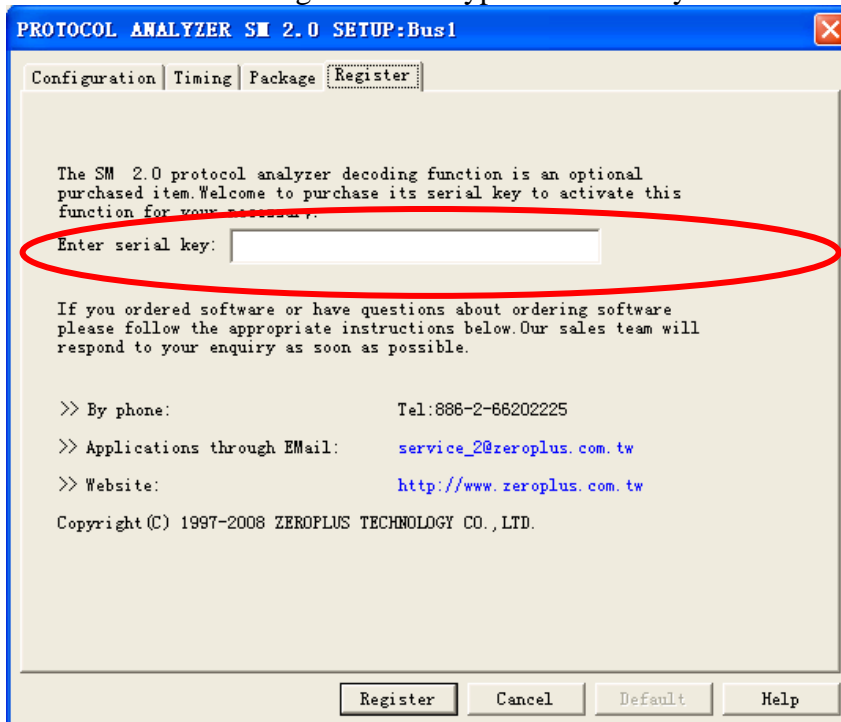 PROTOCOL ANALYZER SM 2.0 SETUP:Bus1
Configuration Timing Package Register
The SM 2.0 protocol analyzer decoding function is an optional
purchased item.Welcome to purchase its serial key to activate this
function for your necessary.
Enter serial key:
If you ordered software or have questions about ordering software
please follow the appropriate instructions below.Our sales team will
respond to your enquiry as soon as possible.
>> By phone: Tel:886-2-66202225
>> Applications through EMail: service_2@zeroplus.com.tw
>> Website: http://www.zeroplus.com.tw
Copyright(C) 1997-2008 ZEROPLUS TECHNOLOGY CO.,LTD.
Register Cancel Default Help